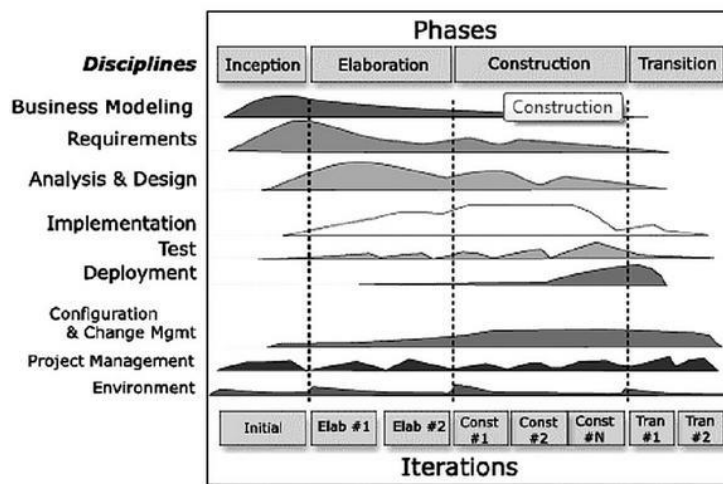 Phases
Disciplines
Inception
Elaboration
Construction
Transition
Business Modeling
Construction
Requirements
Analysis & Design
Implementation
Test
Deployment
Configuration
& Change Mgmt
Project Management
Environment
Initial
Elab #1
Elab #2
Const
#1
Const
#2
Const
#N
Tran
#1
Tran
#2
Iterations